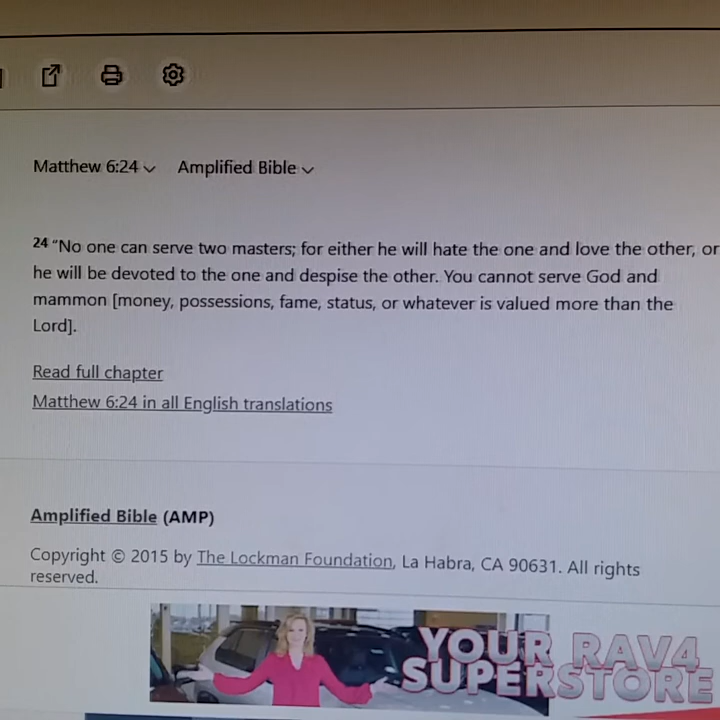 Matthew 6:24 Amplified Bible
24 “No one can serve two masters; for either he will hate the one and love the other, or
he will be devoted to the one and despise the other. You cannot serve God and
mammon [money, possessions, fame, status, or whatever is valued more than the
Lord].
Read full chapter
Matthew 6:24 in all English translations
Amplified Bible (AMP)
Copyright © 2015 by The Lockman Foundation, La Habra, CA 90631. All rights
reserved.
YOUR RAV4
SUPERSTORE